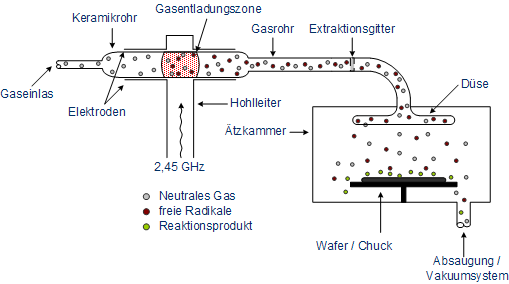 Gasentladungszone
Keramikrohr
Gasrohr
Extraktionsgitter
Gaseinlas
Elektroden
Hohlleiter
Düse
Ätzkammer
2,45 GHz
Neutrales Gas
freie Radikale
Reaktionsprodukt
Wafer / Chuck
Absaugung /
Vakuumsystem